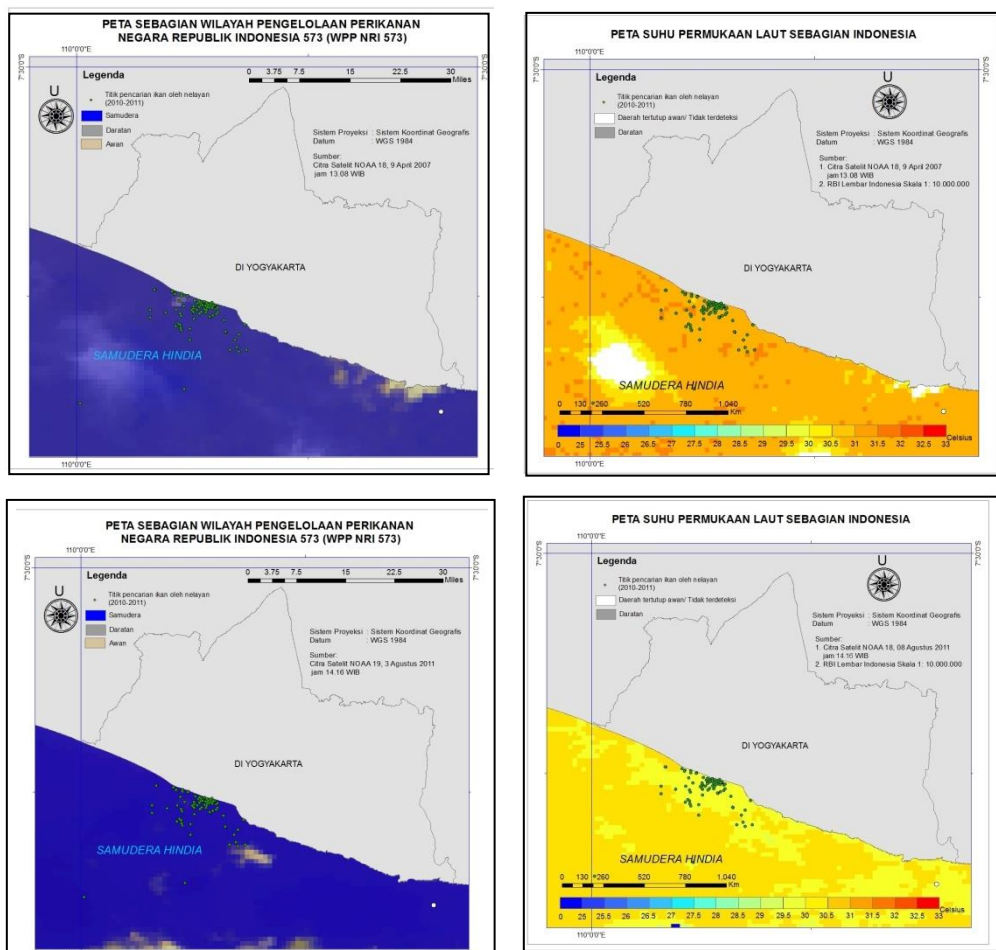 PETA SEBAGIAN WILAYAH PENGELOLAAN PERIKANAN
NEGARA REPUBLIK INDONESIA 573 (WPP NRI 573)
110°0'0"E
7°30'0"S
7°30'0"S
Legenda
0 3.75 7.5 15 22.5 30
Miles
U
Titik pencarian ikan oleh nelayan
(2010-2011)
Samudera
Daratan
Awan
Sistem Proyeksi : Sistem Koordinat Geografis
Datum : WGS 1984
Sumber:
Citra Satelit NOAA 18, 9 April 2007
jam 13.08 WIB
DI YOGYAKARTA
SAMUDERA HINDIA
110°0'0"E
PETA SUHU PERMUKAAN LAUT SEBAGIAN INDONESIA
110°0'0"E
7°30'0"S
7°30'0"S
Legenda
U
Titik pencarian ikan oleh nelayan
(2010-2011)
Daerah tertutup awan/ Tidak terdeteksi
Daratan
Sistem Proyeksi : Sistem Koordinat Geografis
Datum : WGS 1984
Sumber:
1. Citra Satelit NOAA 18, 9 April 2007
jam13.08 WIB
2. RBI Lembar Indonesia Skala 1: 10.000.000
DI YOGYAKARTA
SAMUDERA HINDIA
0 130 260 520 780 1.040
Km
Celsius
0 25 25.5 26 26.5 27 27.5 28 28.5 29 29.5 30 30.5 31 31.5 32 32.5 33
110°0'0"E
PETA SEBAGIAN WILAYAH PENGELOLAAN PERIKANAN
NEGARA REPUBLIK INDONESIA 573 (WPP NRI 573)
110°0'0"E
7°30'0"S
7°30'0"S
Legenda
0 3.75 7.5 15 22.5 30
Miles
U
Titik pencarian ikan oleh nelayan
(2010-2011)
Samudera
Daratan
Awan
Sistem Proyeksi : Sistem Koordinat Geografis
Datum : WGS 1984
Sumber:
Citra Satelit NOAA 19, 3 Agustus 2011
jam 14.16 WIB
DI YOGYAKARTA
SAMUDERA HINDIA
PETA SUHU PERMUKAAN LAUT SEBAGIAN INDONESIA
110°0'0"E
7°30'0"S
7°30'0"S
Legenda
U
Titik pencarian ikan oleh nelayan
(2010-2011)
Daerah tertutup awan/ Tidak terdeteksi
Daratan
Sistem Proyeksi : Sistem Koordinat Geografis
Datum : WGS 1984
Sumber:
1. Citra Satelit NOAA 18, 08 Agustus 2011
jam 14.16 WIB
2. RBI Lembar Indonesia Skala 1: 10.000.000
DI YOGYAKARTA
SAMUDERA HINDIA
0 130 260 520 780 1.040
Km
Celsius
0 25 25.5 26 26.5 27 27.5 28 28.5 29 29.5 30 30.5 31 31.5 32 32.5 33
110°0'0"E